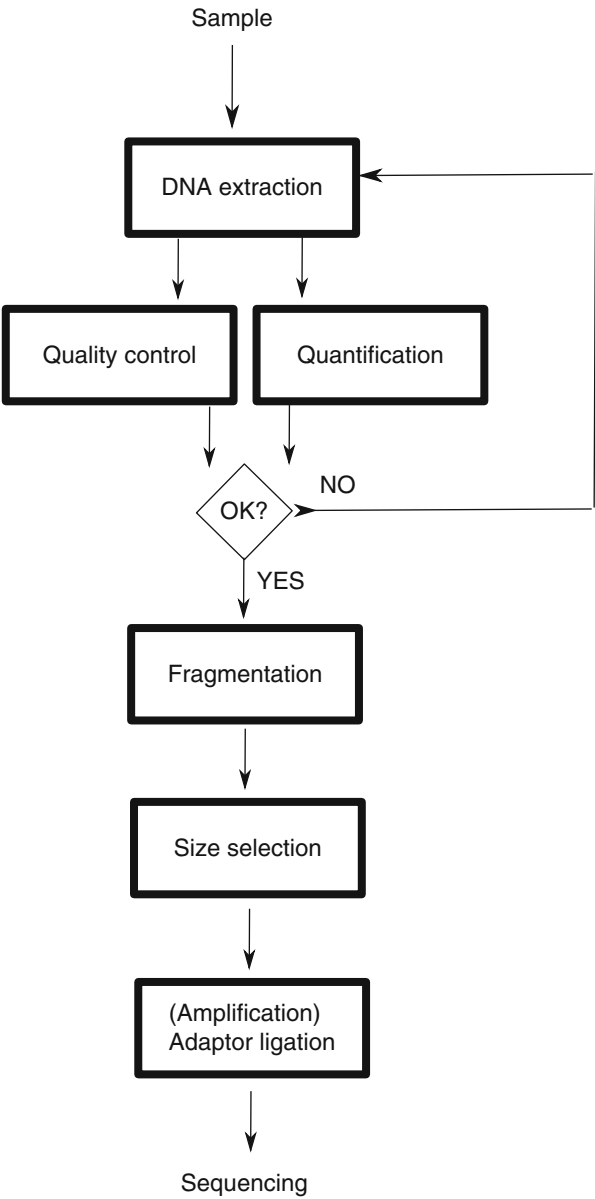 Sample
DNA extraction
Quality control
Quantification
OK?
NO
YES
Fragmentation
Size selection
(Amplification)
Adaptor ligation
Sequencing